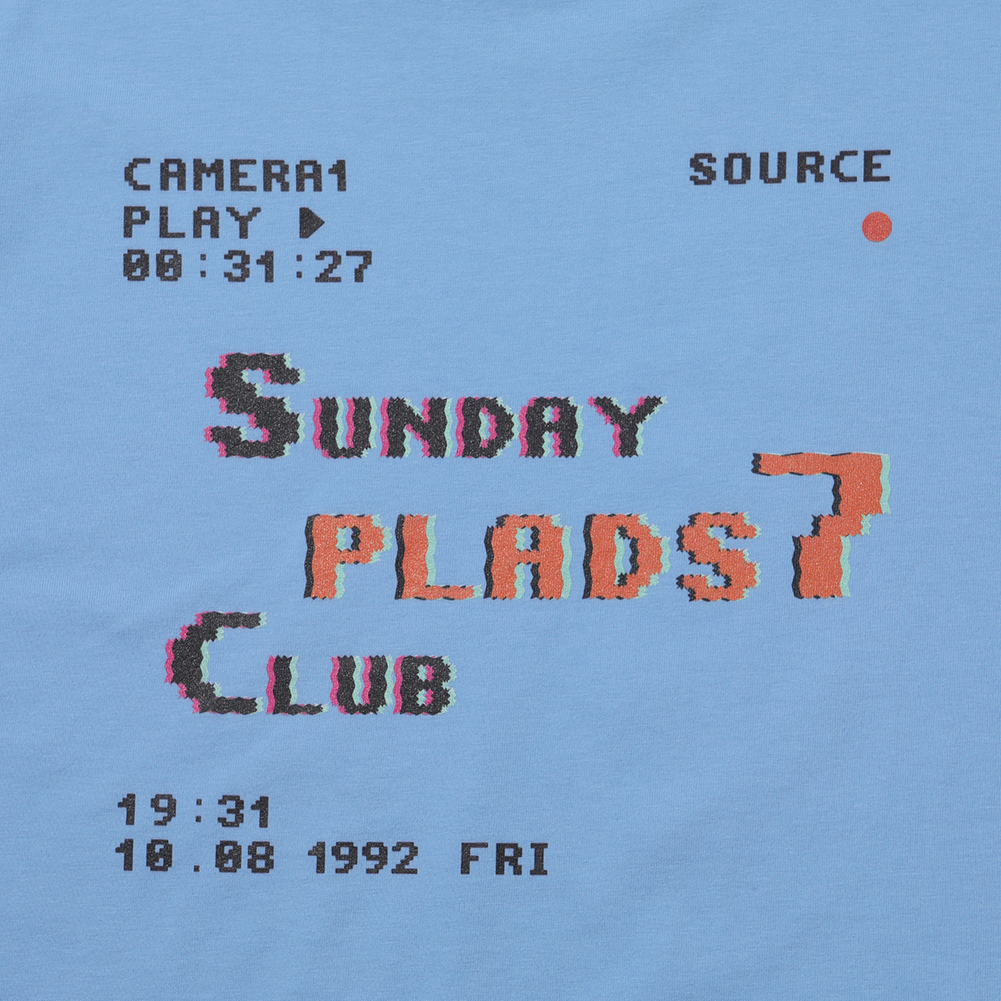 CAMERA1
PLAY
00:31:27
SOURCE
SUNDAY
PLADS7
CLUB
19:31
10.08 1992 FRI